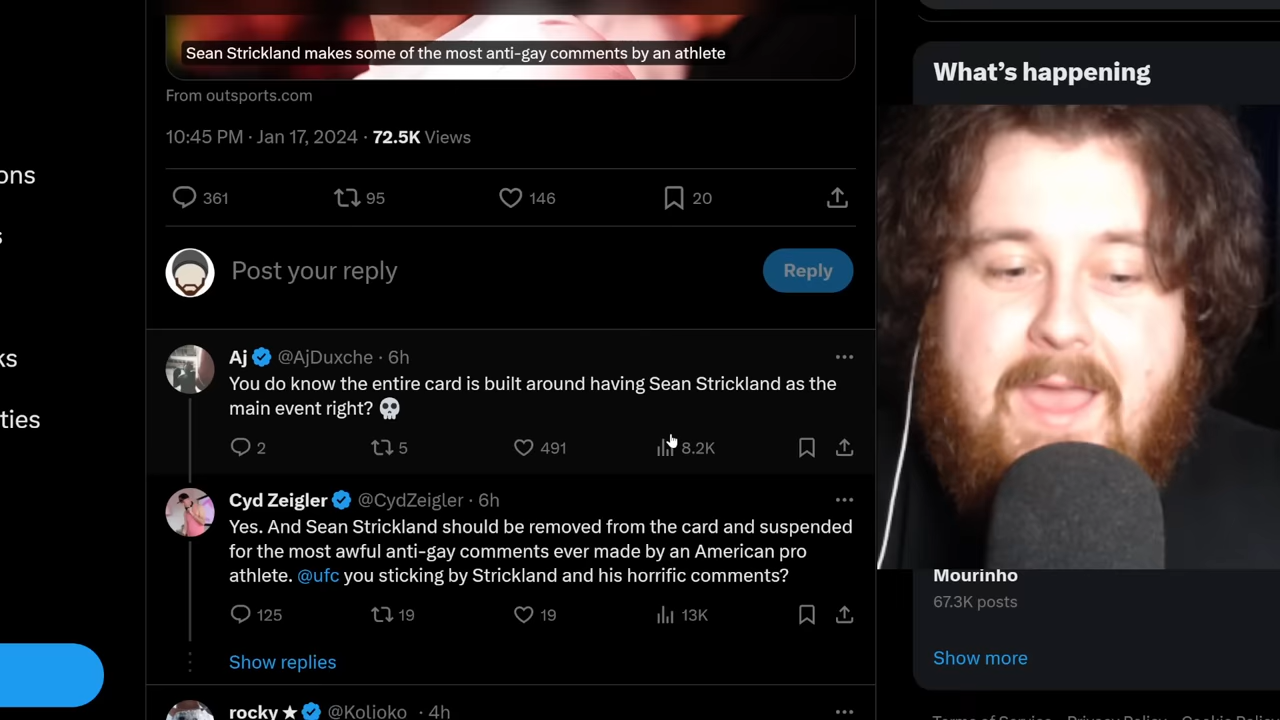 Sean Strickland makes some of the most anti-gay comments by an athlete
From outsports.com
10:45 PM · Jan 17, 2024 · 72.5K Views
361 95 146 20
Post your reply
Reply
Aj @AjDuxche · 6h
You do know the entire card is built around having Sean Strickland as the
main event right? 💀
2 5 491 8.2K
Cyd Zeigler @CydZeigler · 6h
Yes. And Sean Strickland should be removed from the card and suspended
for the most awful anti-gay comments ever made by an American pro
athlete. @ufc you sticking by Strickland and his horrific comments?
125 19 19 13K
Show replies
rocky ★ @Kolioko · 4h
ons
s
ks
ties
What's happening
Mourinho
67.3K posts
Show more